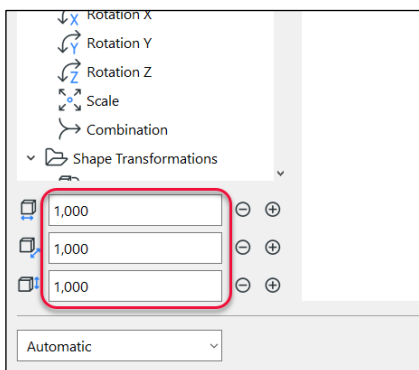 Rotation X
Rotation Y
Rotation Z
Scale
Combination
Shape Transformations
1,000
1,000
1,000
Automatic